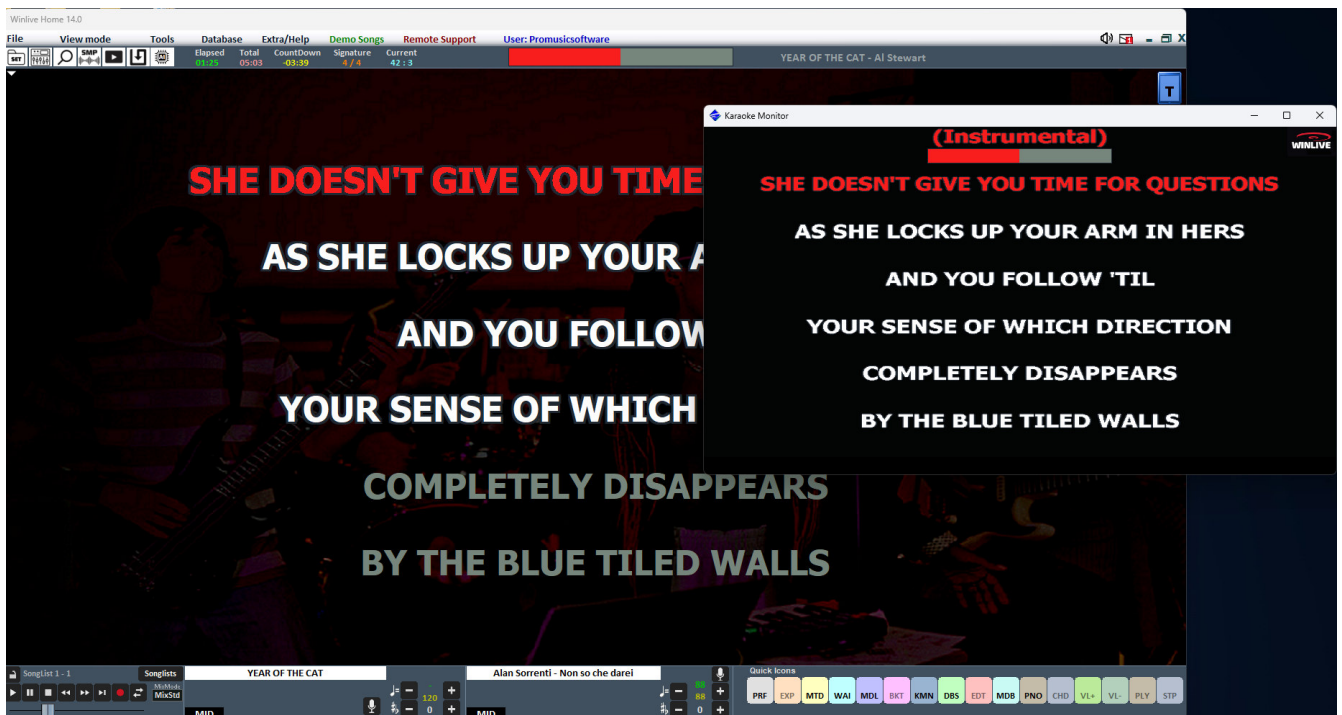 Winlive Home 14.0
File View mode Tools Database Extra/Help Demo Songs Remote Support User: Promusicsoftware
SET SMP AI Elapsed Total CountDown Signature Current
01:25 05:03 -03:39 4 / 4 42 : 3 YEAR OF THE CAT - Al Stewart
T
SHE DOESN'T GIVE YOU TIME
AS SHE LOCKS UP YOUR A
AND YOU FOLLOW
YOUR SENSE OF WHICH
COMPLETELY DISAPPEARS
BY THE BLUE TILED WALLS
Karaoke Monitor
(Instrumental)
WINLIVE
SHE DOESN'T GIVE YOU TIME FOR QUESTIONS
AS SHE LOCKS UP YOUR ARM IN HERS
AND YOU FOLLOW 'TIL
YOUR SENSE OF WHICH DIRECTION
COMPLETELY DISAPPEARS
BY THE BLUE TILED WALLS
SongList 1 - 1 Songlists YEAR OF THE CAT Alan Sorrenti - Non so che darei Quick Icons
MixMode
MixStd
- 120 + 88
- 88 +
PRF EXP MTD WAI MDL BKT KMN DBS EDT MDB PNO CHD VL+ VL- PLY STP
MID - 0 + MID - 0 +